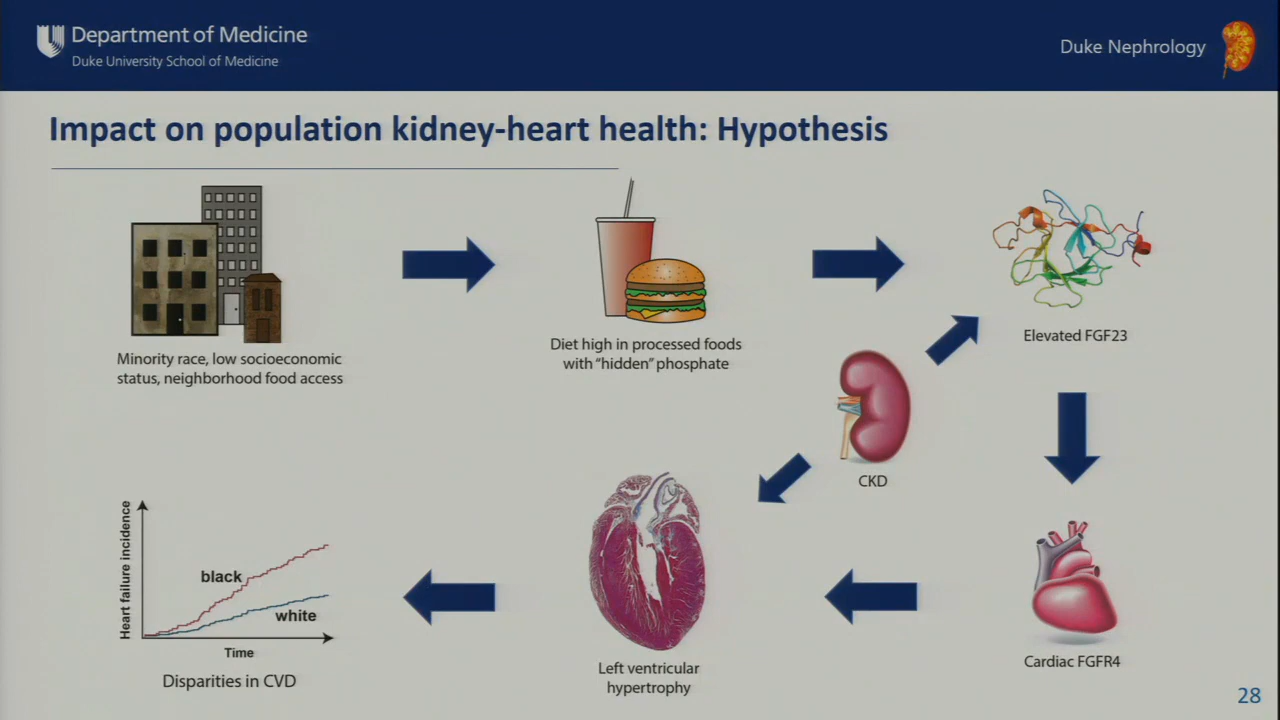 Department of Medicine
Duke University School of Medicine
Duke Nephrology
Impact on population kidney-heart health: Hypothesis
Minority race, low socioeconomic
status, neighborhood food access
Diet high in processed foods
with “hidden” phosphate
Elevated FGF23
CKD
Heart failure incidence
black
white
Time
Disparities in CVD
Left ventricular
hypertrophy
Cardiac FGFR4
28